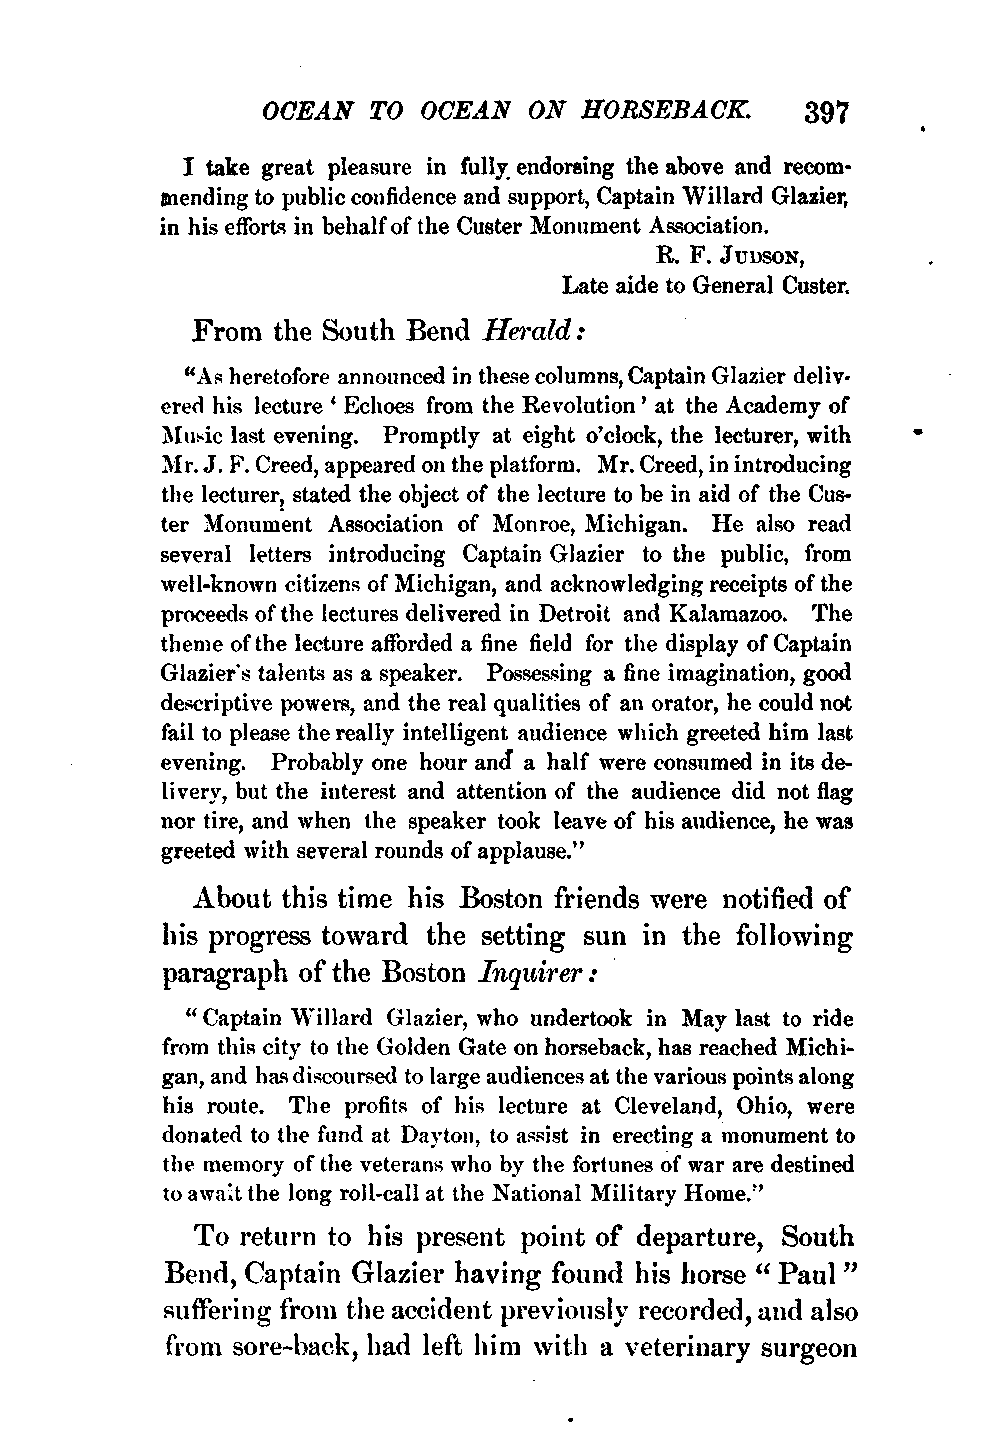 OCEAN TO OCEAN ON HORSEBACK. 397
I take great pleasure in fully endorsing the above and recom-
mending to public confidence and support, Captain Willard Glazier,
in his efforts in behalf of the Custer Monument Association.
R. F. JUDSON,
Late aide to General Custer.
From the South Bend Herald:
"As heretofore announced in these columns, Captain Glazier deliv-
ered his lecture ' Echoes from the Revolution ' at the Academy of
Music last evening. Promptly at eight o'clock, the lecturer, with
Mr. J. F. Creed, appeared on the platform. Mr. Creed, in introducing
the lecturer, stated the object of the lecture to be in aid of the Cus-
ter Monument Association of Monroe, Michigan. He also read
several letters introducing Captain Glazier to the public, from
well-known citizens of Michigan, and acknowledging receipts of the
proceeds of the lectures delivered in Detroit and Kalamazoo. The
theme of the lecture afforded a fine field for the display of Captain
Glazier's talents as a speaker. Possessing a fine imagination, good
descriptive powers, and the real qualities of an orator, he could not
fail to please the really intelligent audience which greeted him last
evening. Probably one hour and a half were consumed in its de-
livery, but the interest and attention of the audience did not flag
nor tire, and when the speaker took leave of his audience, he was
greeted with several rounds of applause."
About this time his Boston friends were notified of
his progress toward the setting sun in the following
paragraph of the Boston Inquirer:
"Captain Willard Glazier, who undertook in May last to ride
from this city to the Golden Gate on horseback, has reached Michi-
gan, and has discoursed to large audiences at the various points along
his route. The profits of his lecture at Cleveland, Ohio, were
donated to the fund at Dayton, to assist in erecting a monument to
the memory of the veterans who by the fortunes of war are destined
to await the long roll-call at the National Military Home."
To return to his present point of departure, South
Bend, Captain Glazier having found his horse "Paul"
suffering from the accident previously recorded, and also
from sore-back, had left him with a veterinary surgeon